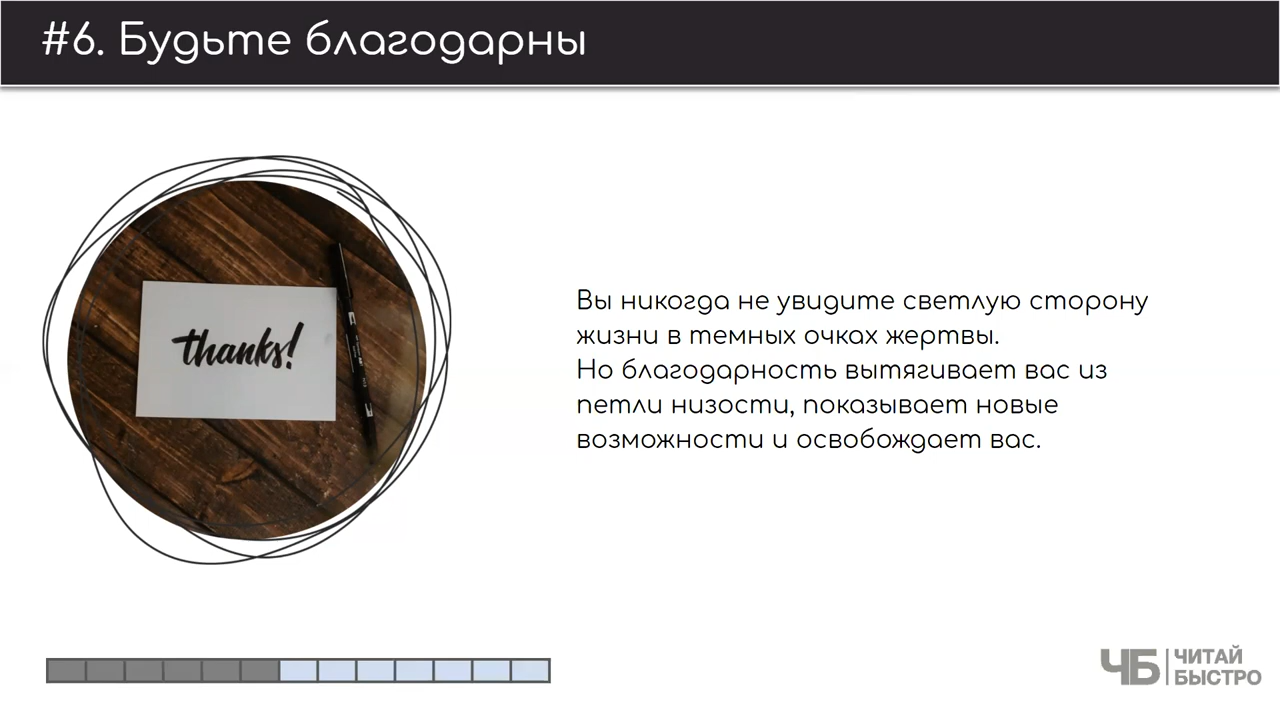 #6. Будьте благодарны
thanks!
Вы никогда не увидите светлую сторону
жизни в темных очках жертвы.
Но благодарность вытягивает вас из
петли низости, показывает новые
возможности и освобождает вас.
ЧБ ЧИТАЙ
БЫСТРО